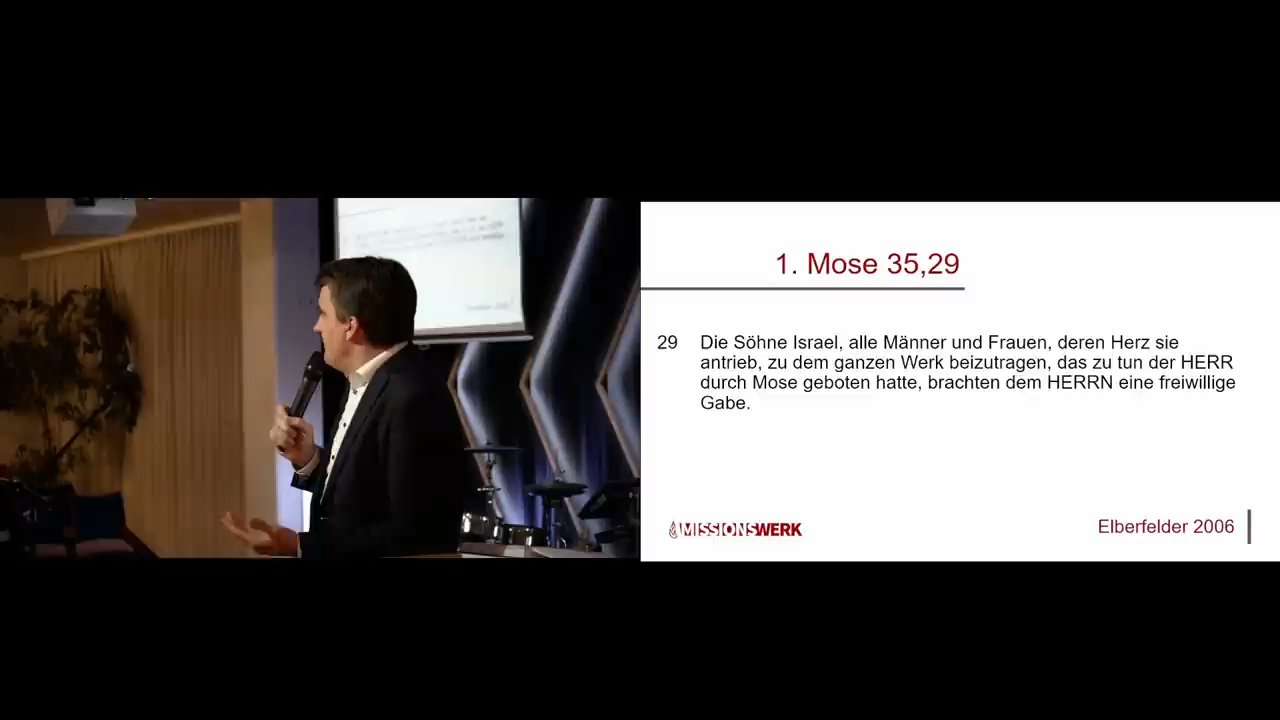 1. Mose 35,29
29 Die Söhne Israel, alle Männer und Frauen, deren Herz sie
antrieb, zu dem ganzen Werk beizutragen, das zu tun der HERR
durch Mose geboten hatte, brachten dem HERRN eine freiwillige
Gabe.
MISSIONSWERK
Elberfelder 2006